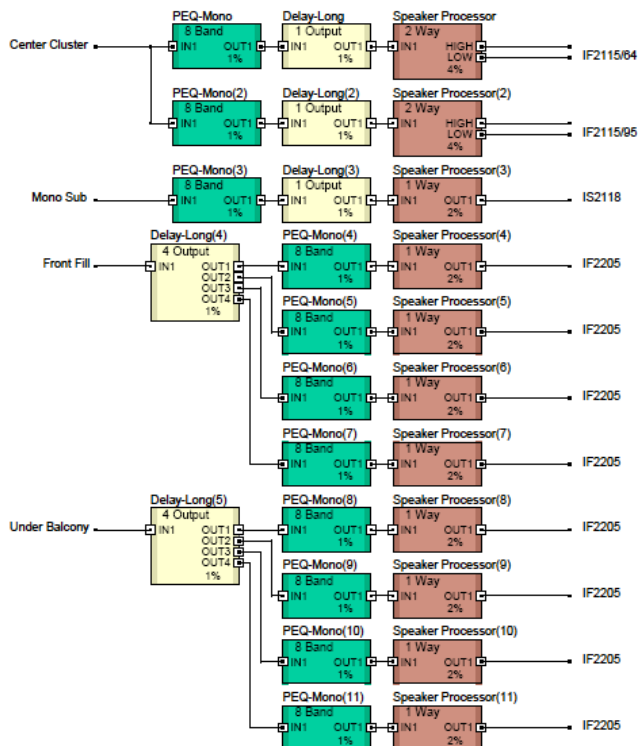 PEQ-Mono Delay-Long Speaker Processor
8 Band 1 Output 2 Way
Center Cluster IN1 OUT1 IN1 OUT1 IN1 HIGH
LOW IF2115/64
1% 1% 4%
PEQ-Mono(2) Delay-Long(2) Speaker Processor(2)
8 Band 1 Output 2 Way
IN1 OUT1 IN1 OUT1 IN1 HIGH
LOW IF2115/95
1% 1% 4%
PEQ-Mono(3) Delay-Long(3) Speaker Processor(3)
8 Band 1 Output 1 Way
Mono Sub IN1 OUT1 IN1 OUT1 IN1 OUT1 IS2118
1% 1% 2%
Delay-Long(4) PEQ-Mono(4) Speaker Processor(4)
4 Output 8 Band 1 Way
Front Fill IN1 OUT1 IN1 OUT1 IN1 OUT1 IF2205
OUT2 1% 2%
OUT3
OUT4
1%
PEQ-Mono(5) Speaker Processor(5)
8 Band 1 Way
IN1 OUT1 IN1 OUT1 IF2205
1% 2%
PEQ-Mono(6) Speaker Processor(6)
8 Band 1 Way
IN1 OUT1 IN1 OUT1 IF2205
1% 2%
PEQ-Mono(7) Speaker Processor(7)
8 Band 1 Way
IN1 OUT1 IN1 OUT1 IF2205
1% 2%
Delay-Long(5) PEQ-Mono(8) Speaker Processor(8)
4 Output 8 Band 1 Way
Under Balcony IN1 OUT1 IN1 OUT1 IN1 OUT1 IF2205
OUT2 1% 2%
OUT3
OUT4
1%
PEQ-Mono(9) Speaker Processor(9)
8 Band 1 Way
IN1 OUT1 IN1 OUT1 IF2205
1% 2%
PEQ-Mono(10) Speaker Processor(10)
8 Band 1 Way
IN1 OUT1 IN1 OUT1 IF2205
1% 2%
PEQ-Mono(11) Speaker Processor(11)
8 Band 1 Way
IN1 OUT1 IN1 OUT1 IF2205
1% 2%